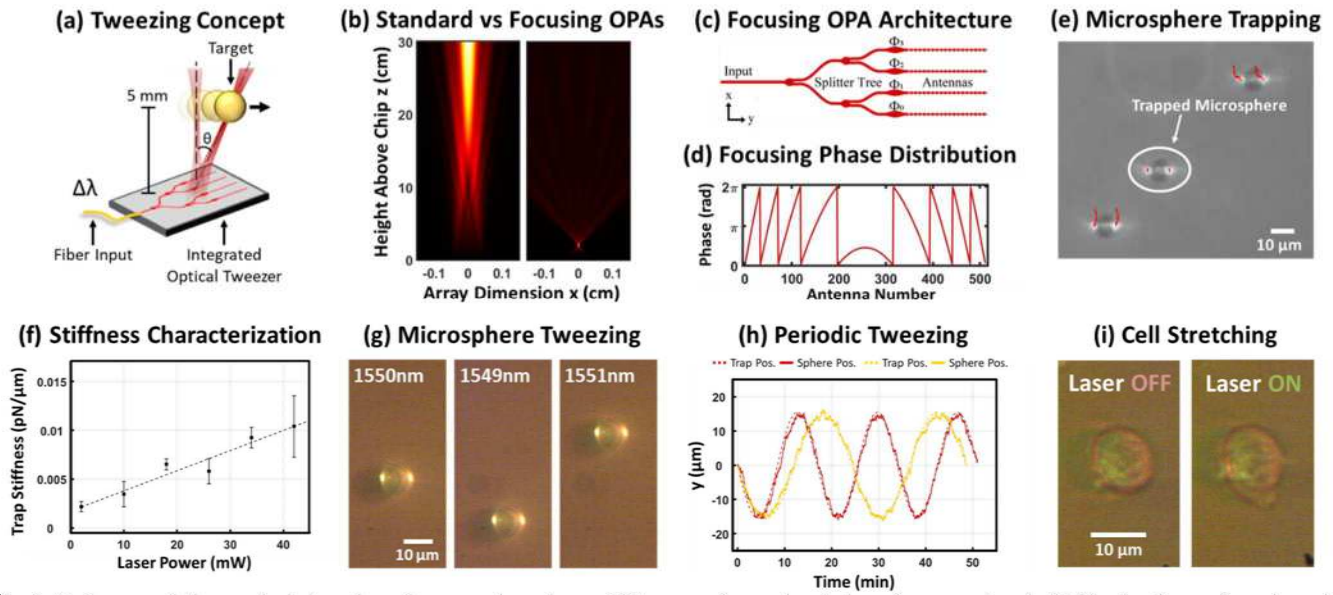 (a) Tweezing Concept
Target
5 mm
θ
Δλ
Fiber Input
Integrated
Optical Tweezer
(b) Standard vs Focusing OPAs
Height Above Chip z (cm)
30
20
10
0
-0.1 0 0.1 -0.1 0 0.1
Array Dimension x (cm)
(c) Focusing OPA Architecture
Input
x
y
Splitter Tree
Antennas
Φ₂
Φ₁
Φ₀
(d) Focusing Phase Distribution
Phase (rad)
2π
π
0
0 100 200 300 400 500
Antenna Number
(e) Microsphere Trapping
Trapped Microsphere
10 μm
(f) Stiffness Characterization
Trap Stiffness (pN/μm)
0.015
0.01
0.005
0
0 10 20 30 40
Laser Power (mW)
(g) Microsphere Tweezing
1550nm
1549nm
1551nm
10 μm
(h) Periodic Tweezing
Trap Pos. Sphere Pos. Trap Pos. Sphere Pos.
y (μm)
20
10
0
-10
-20
0 10 20 30 40 50
Time (min)
(i) Cell Stretching
Laser OFF
Laser ON
10 μm